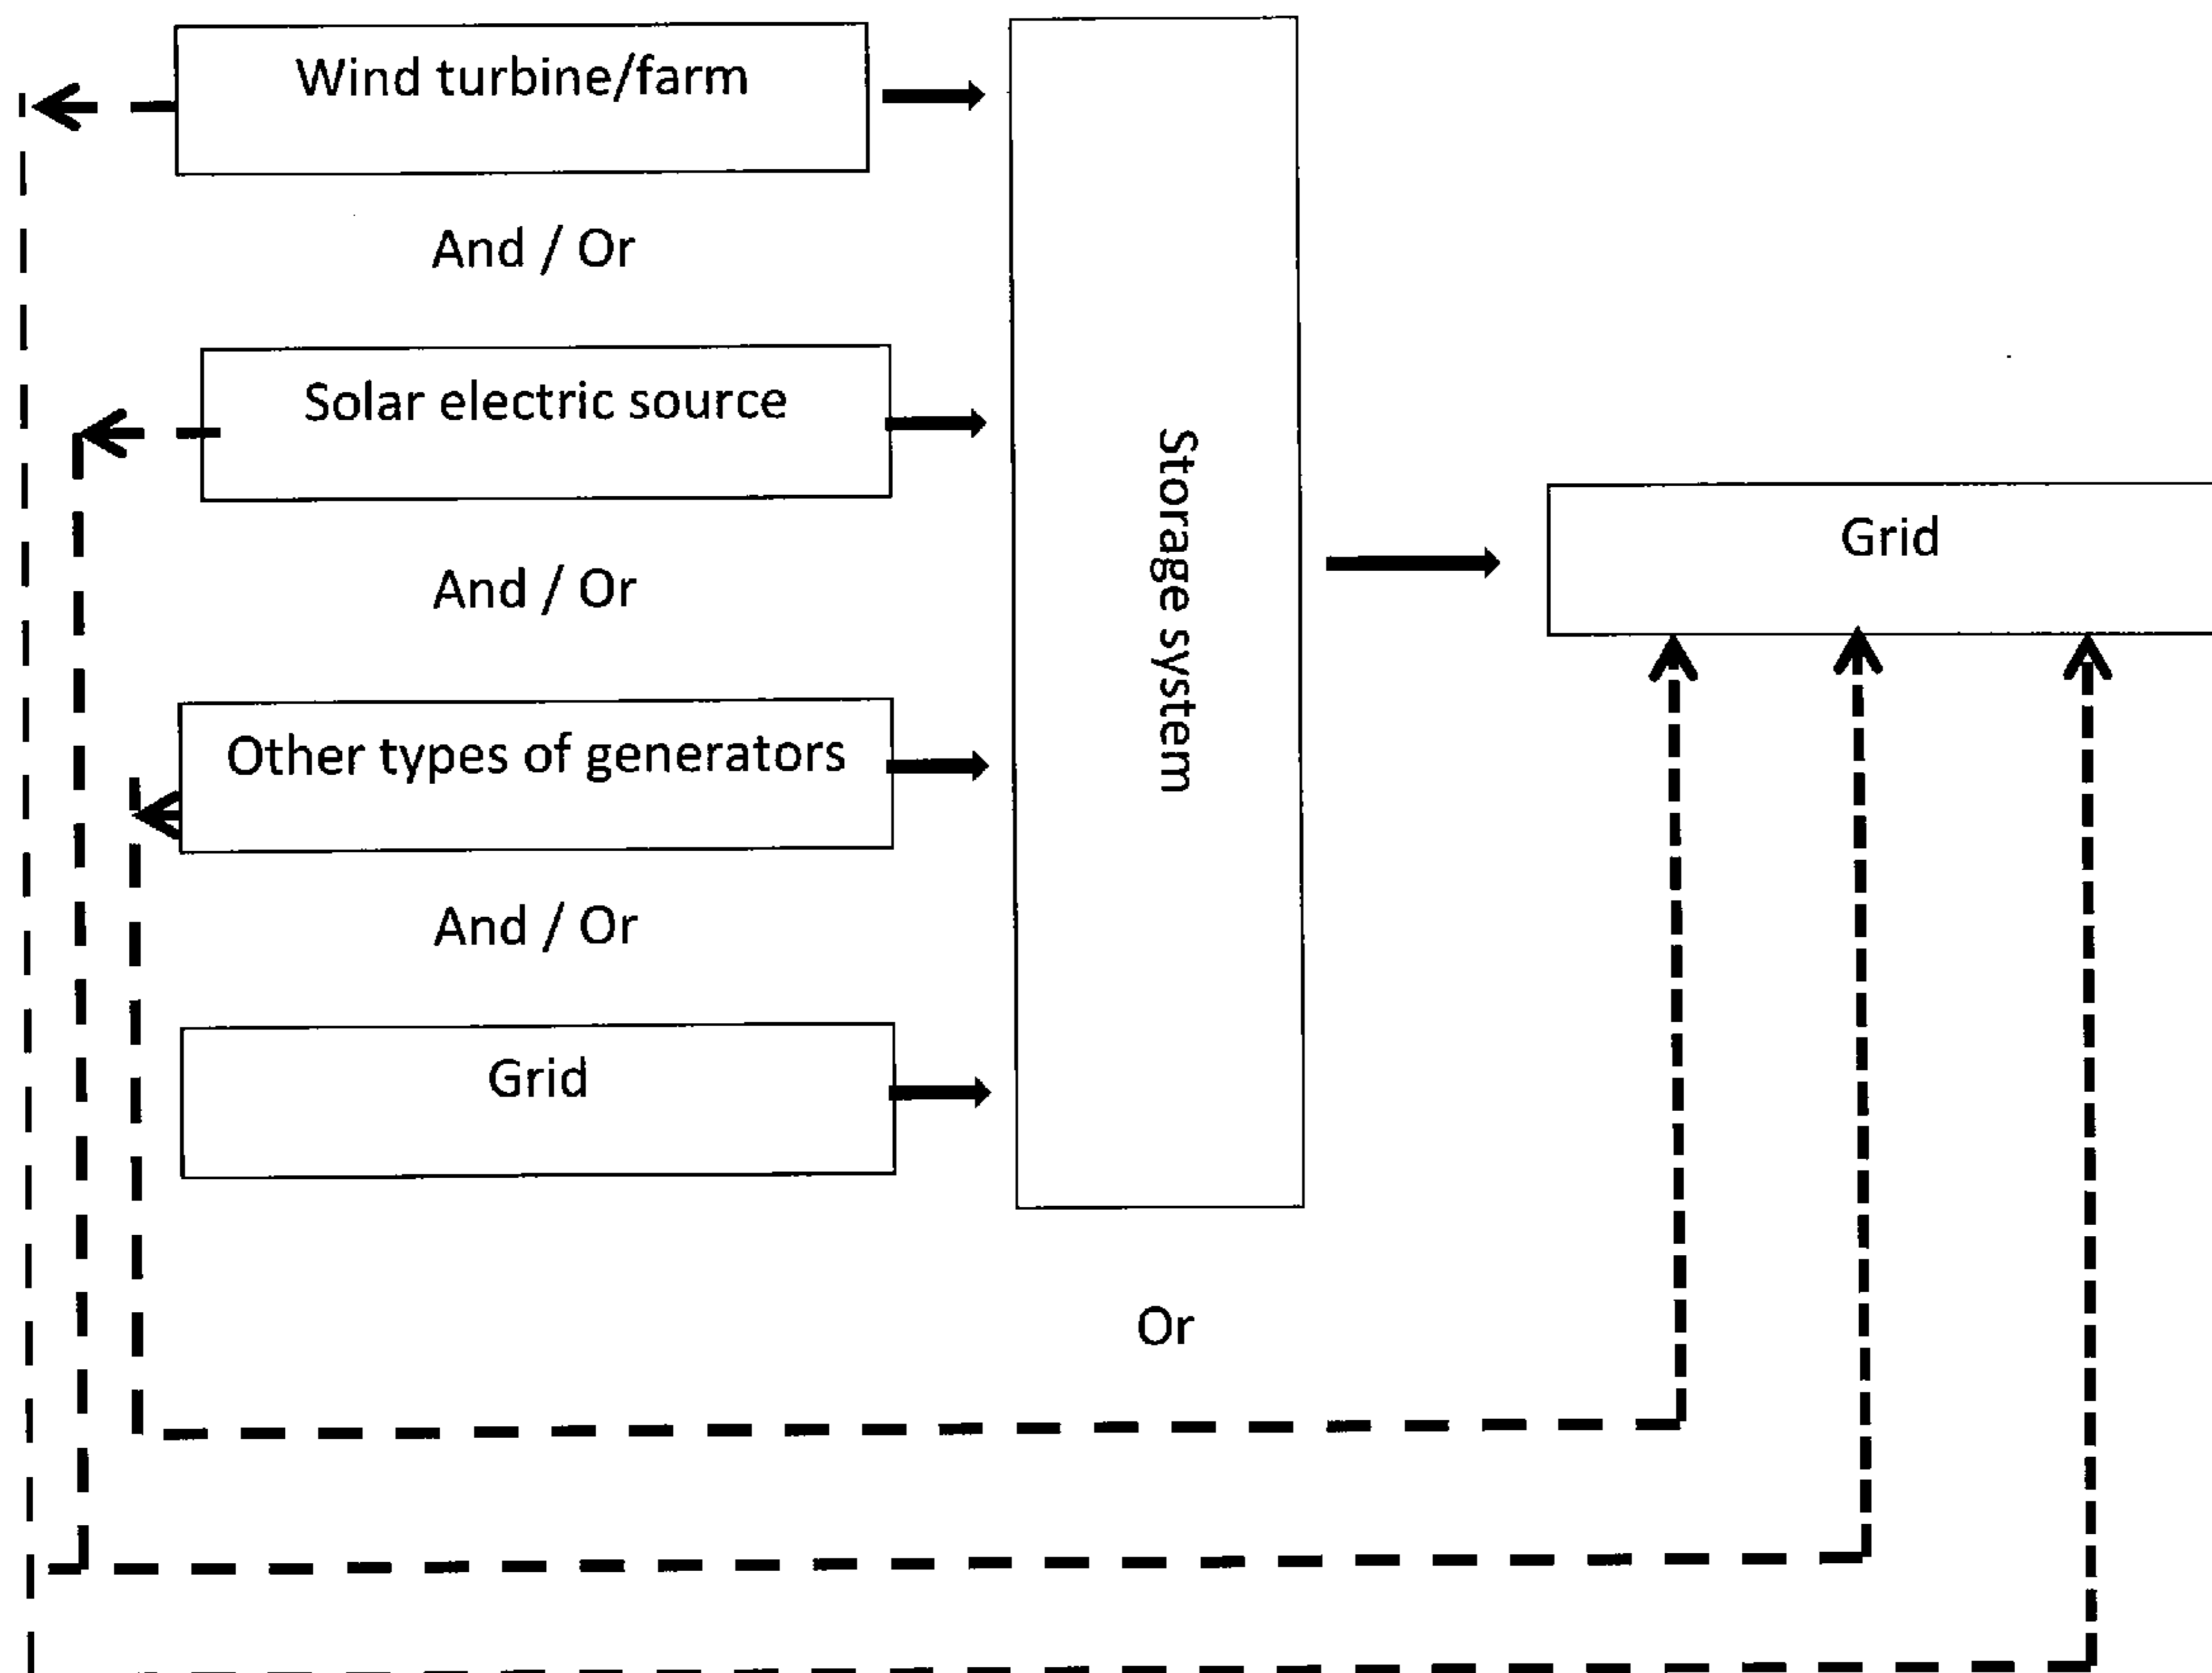 Wind turbine/farm
And / Or
Solar electric source
And / Or
Other types of generators
And / Or
Grid
Storage system
Grid
Or